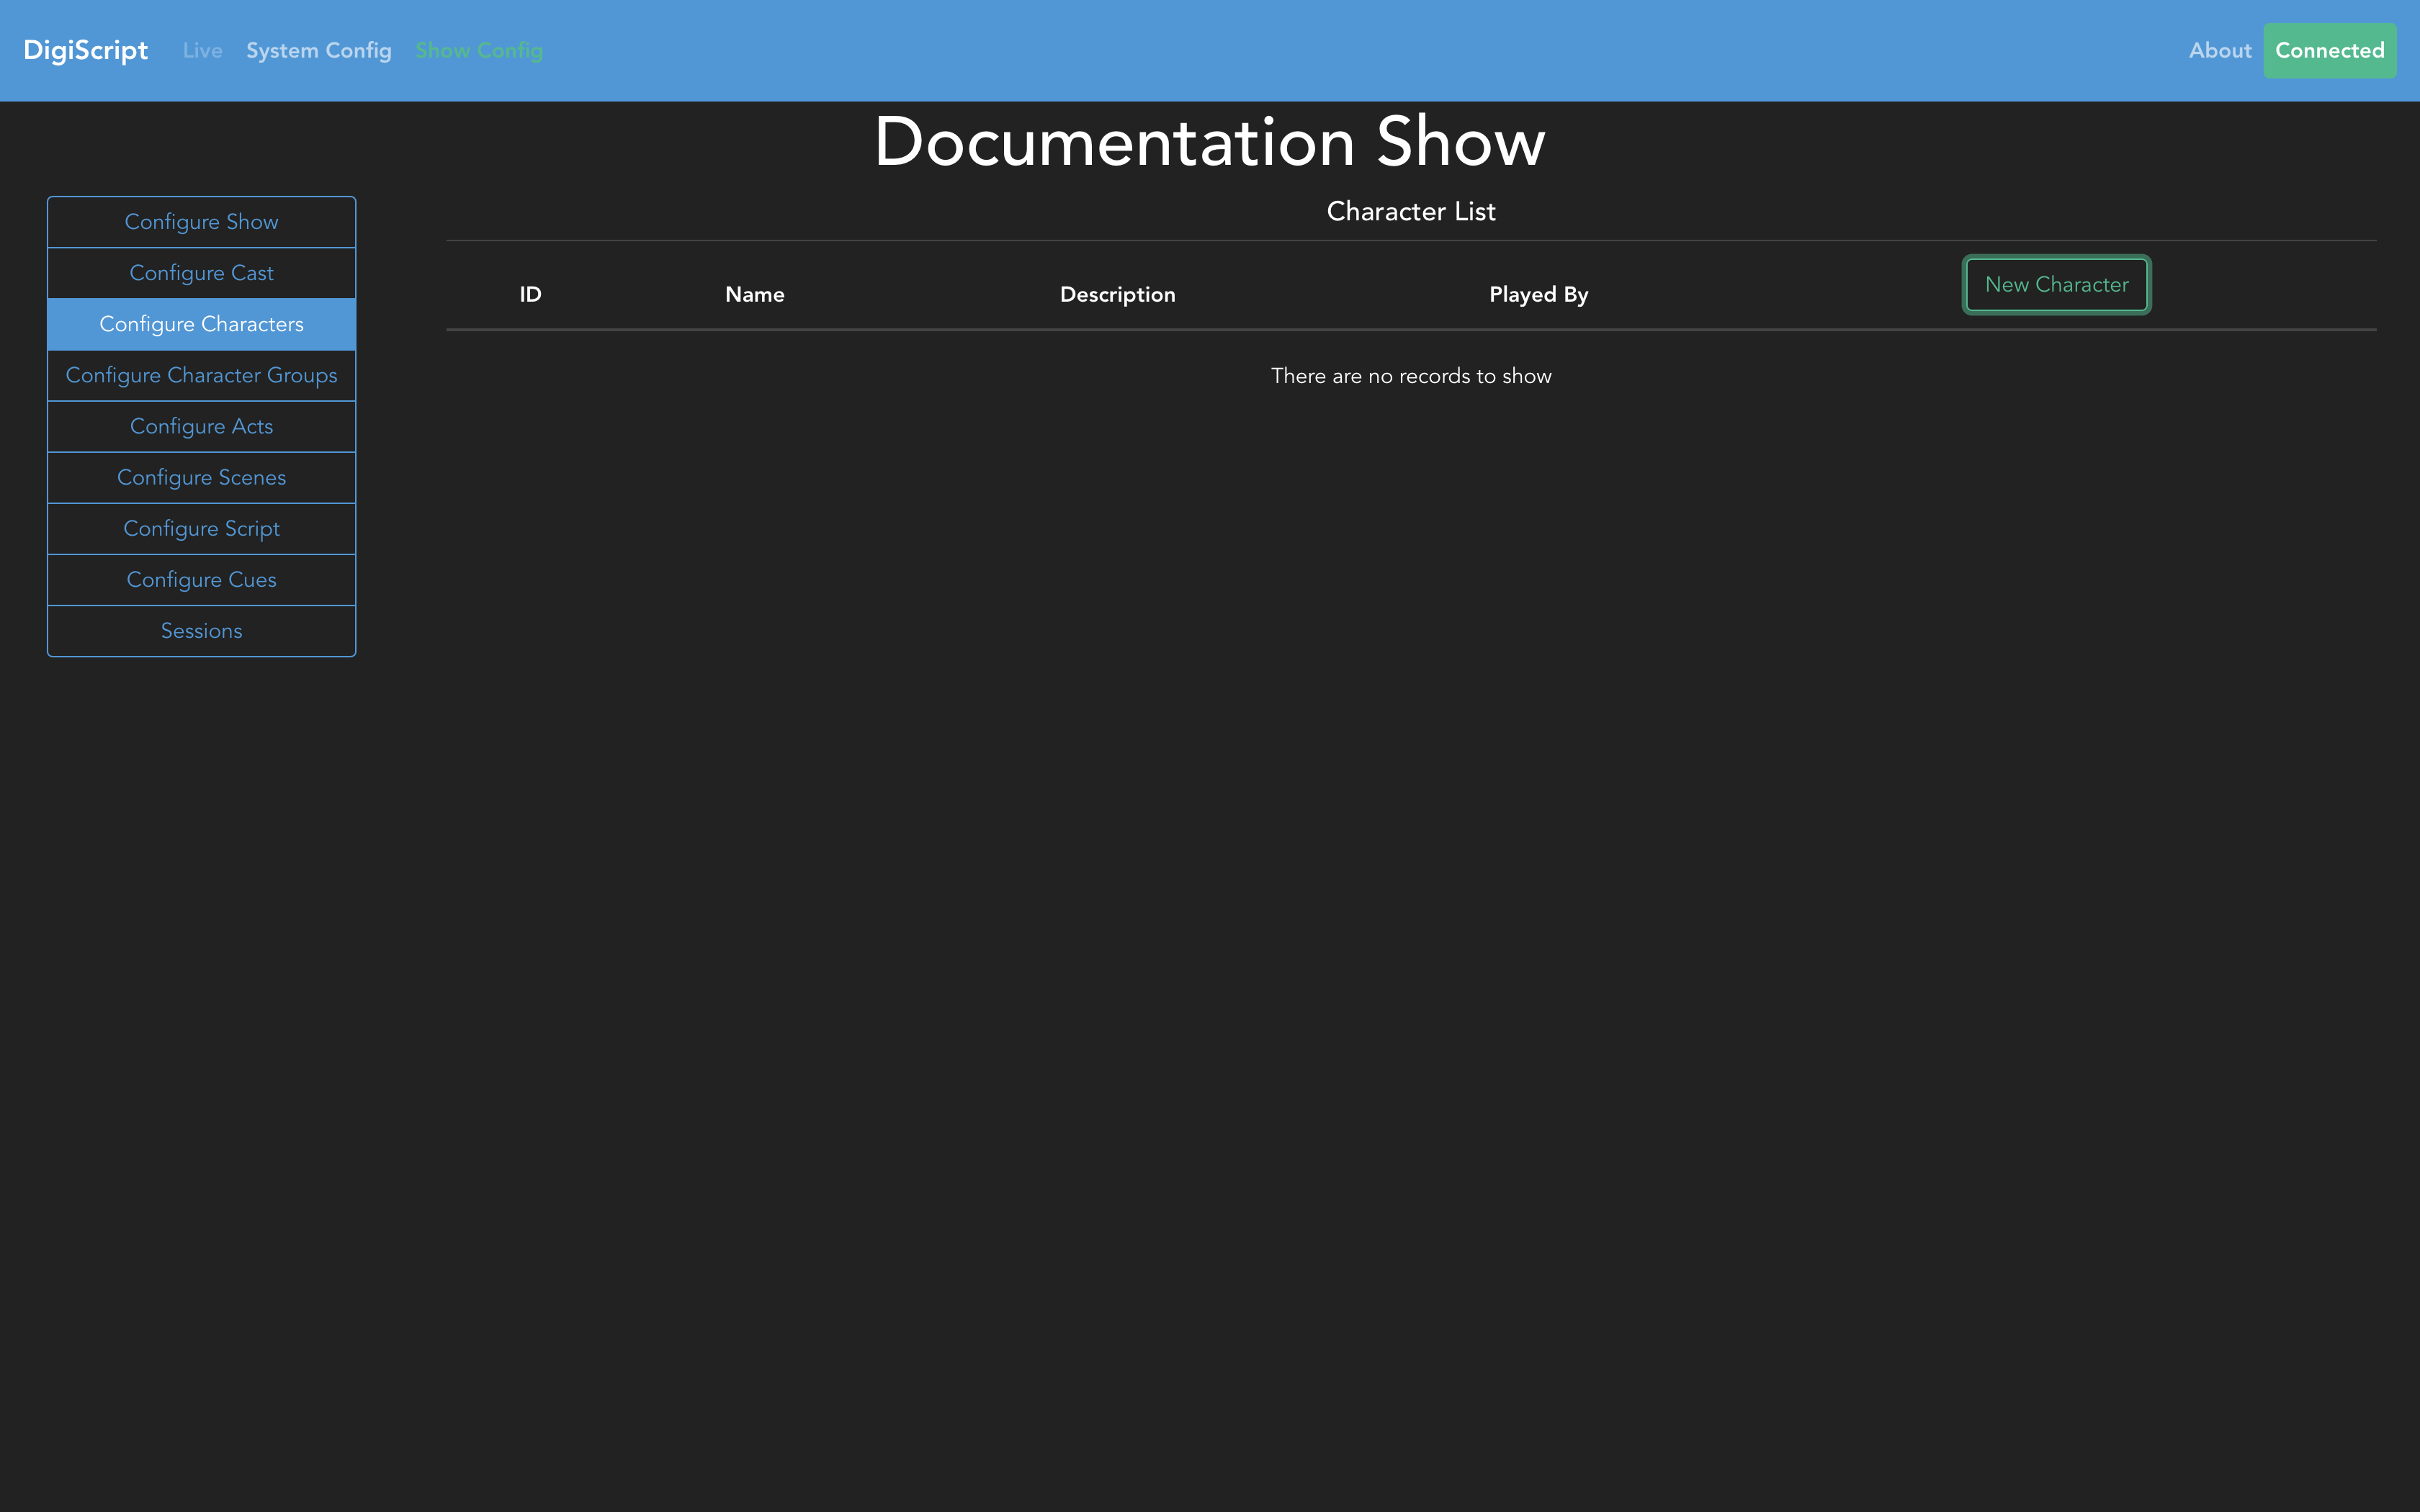 DigiScript Live System Config Show Config About Connected
Documentation Show
Configure Show
Configure Cast
Configure Characters
Configure Character Groups
Configure Acts
Configure Scenes
Configure Script
Configure Cues
Sessions
Character List
ID Name Description Played By New Character
There are no records to show